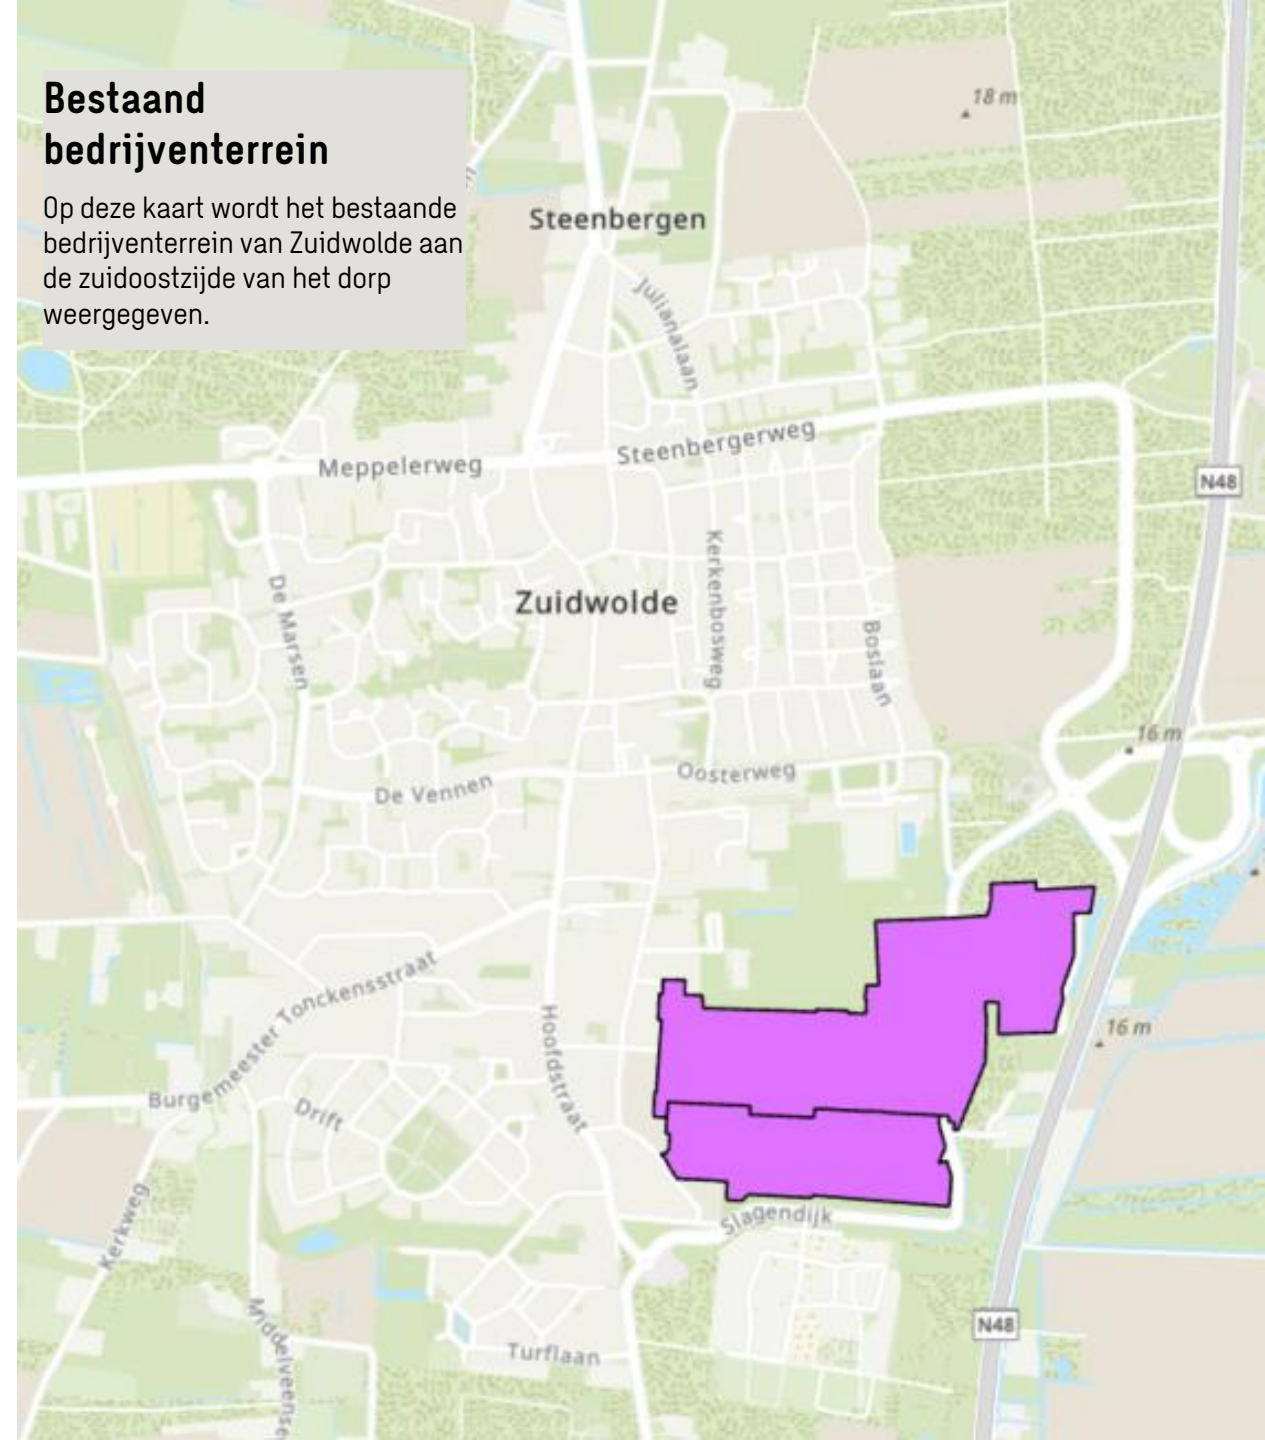 Bestaand
bedrijventerrein
Op deze kaart wordt het bestaande
bedrijventerrein van Zuidwolde aan
de zuidoostzijde van het dorp
weergegeven.
18 m
Steenbergen
Julianalaan
Steenbergerweg
Meppelerweg
N48
Kerkenbosweg
De Marsen
Zuidwolde
Boslaan
16 m
Oosterweg
De Vennen
Burgemeester Tonckensstraat
Hoofdstraat
16 m
Drift
Kerkweg
Slagendijk
Middelveense
N48
Turflaan